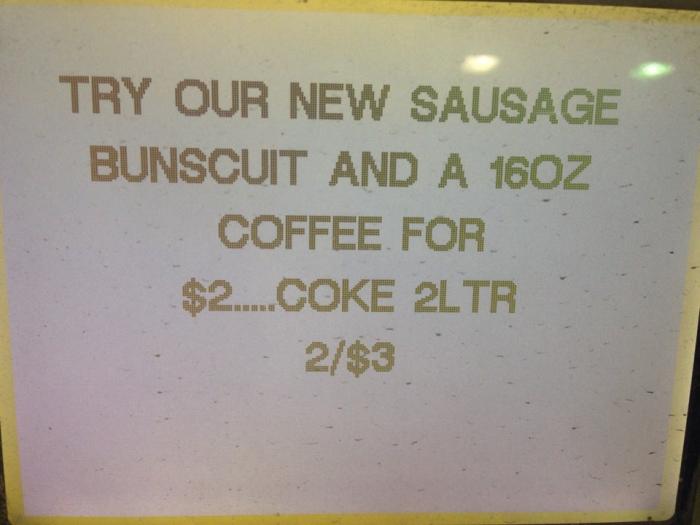 TRY OUR NEW SAUSAGE
BUNSCUIT AND A 16OZ
COFFEE FOR
$2.....COKE 2LTR
2/$3